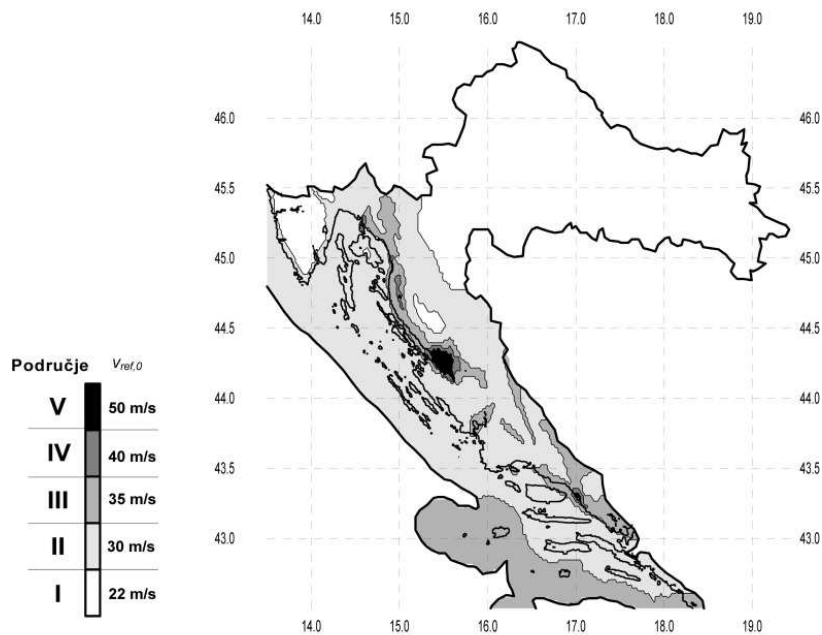 14.0 15.0 16.0 17.0 18.0 19.0
46.0 46.0
45.5 45.5
45.0 45.0
44.5 44.5
Područje Vref,0
44.0 44.0
V 50 m/s
IV 40 m/s
43.5 43.5
III 35 m/s
43.0 43.0
II 30 m/s
I 22 m/s
14.0 15.0 16.0 17.0 18.0 19.0